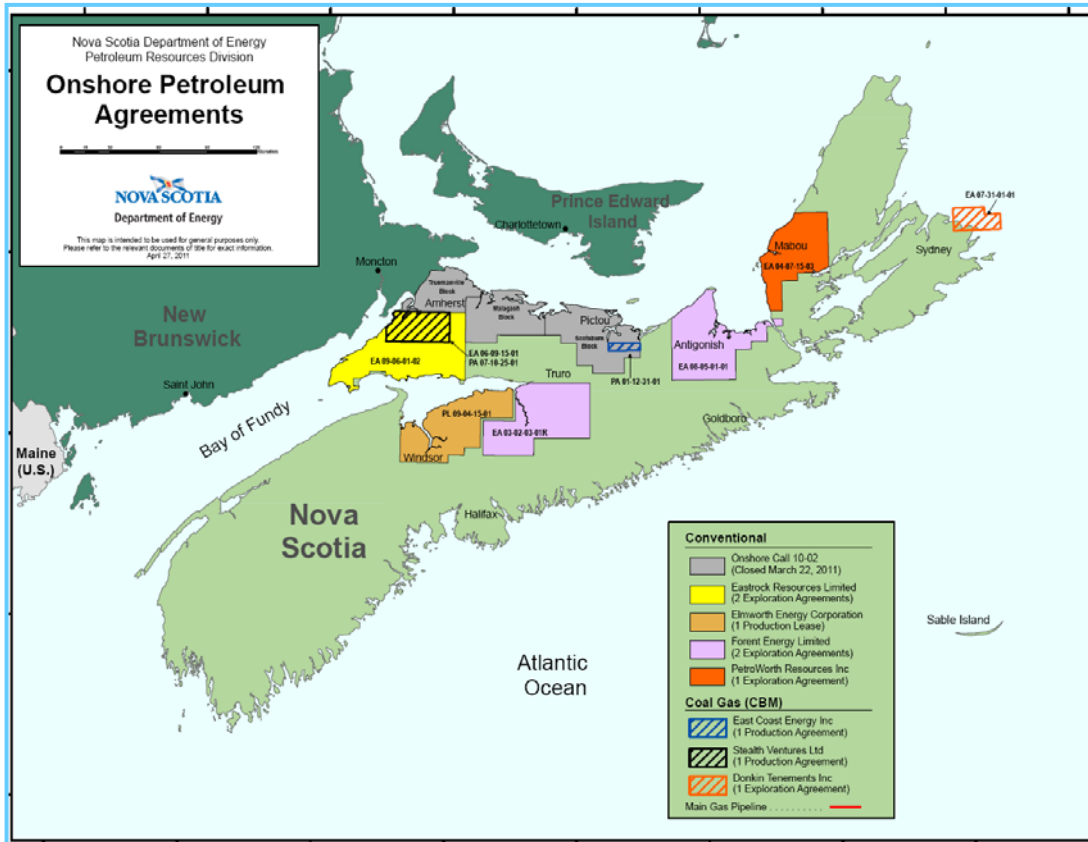 Nova Scotia Department of Energy
Petroleum Resources Division
Onshore Petroleum
Agreements
NOVA SCOTIA
Department of Energy
This map is intended to be used for general purposes only.
Please refer to the relevant documents of title for exact information.
April 27, 2011
Prince Edward
Island
Charlottetown
Moncton
New
Brunswick
Saint John
Maine
(U.S.)
Bay of Fundy
Truemanville
Block
Amherst
Malagash
Block
Pictou
Scotsburn
Block
EA 09-06-01-02
EA 06-09-15-01
PA 07-10-25-01
Truro
PA 01-12-31-01
Antigonish
EA 08-05-01-01
Mabou
EA 04-07-15-03
EA 07-31-01-01
Sydney
PL 09-04-15-01
EA 03-02-03-01R
Windsor
Goldboro
Halifax
Nova
Scotia
Atlantic
Ocean
Sable Island
Conventional
Onshore Call 10-02
(Closed March 22, 2011)
Eastrock Resources Limited
(2 Exploration Agreements)
Elmworth Energy Corporation
(1 Production Lease)
Forent Energy Limited
(2 Exploration Agreements)
PetroWorth Resources Inc
(1 Exploration Agreement)
Coal Gas (CBM)
East Coast Energy Inc
(1 Production Agreement)
Stealth Ventures Ltd
(1 Production Agreement)
Donkin Tenements Inc
(1 Exploration Agreement)
Main Gas Pipeline . . . . . . . . . .